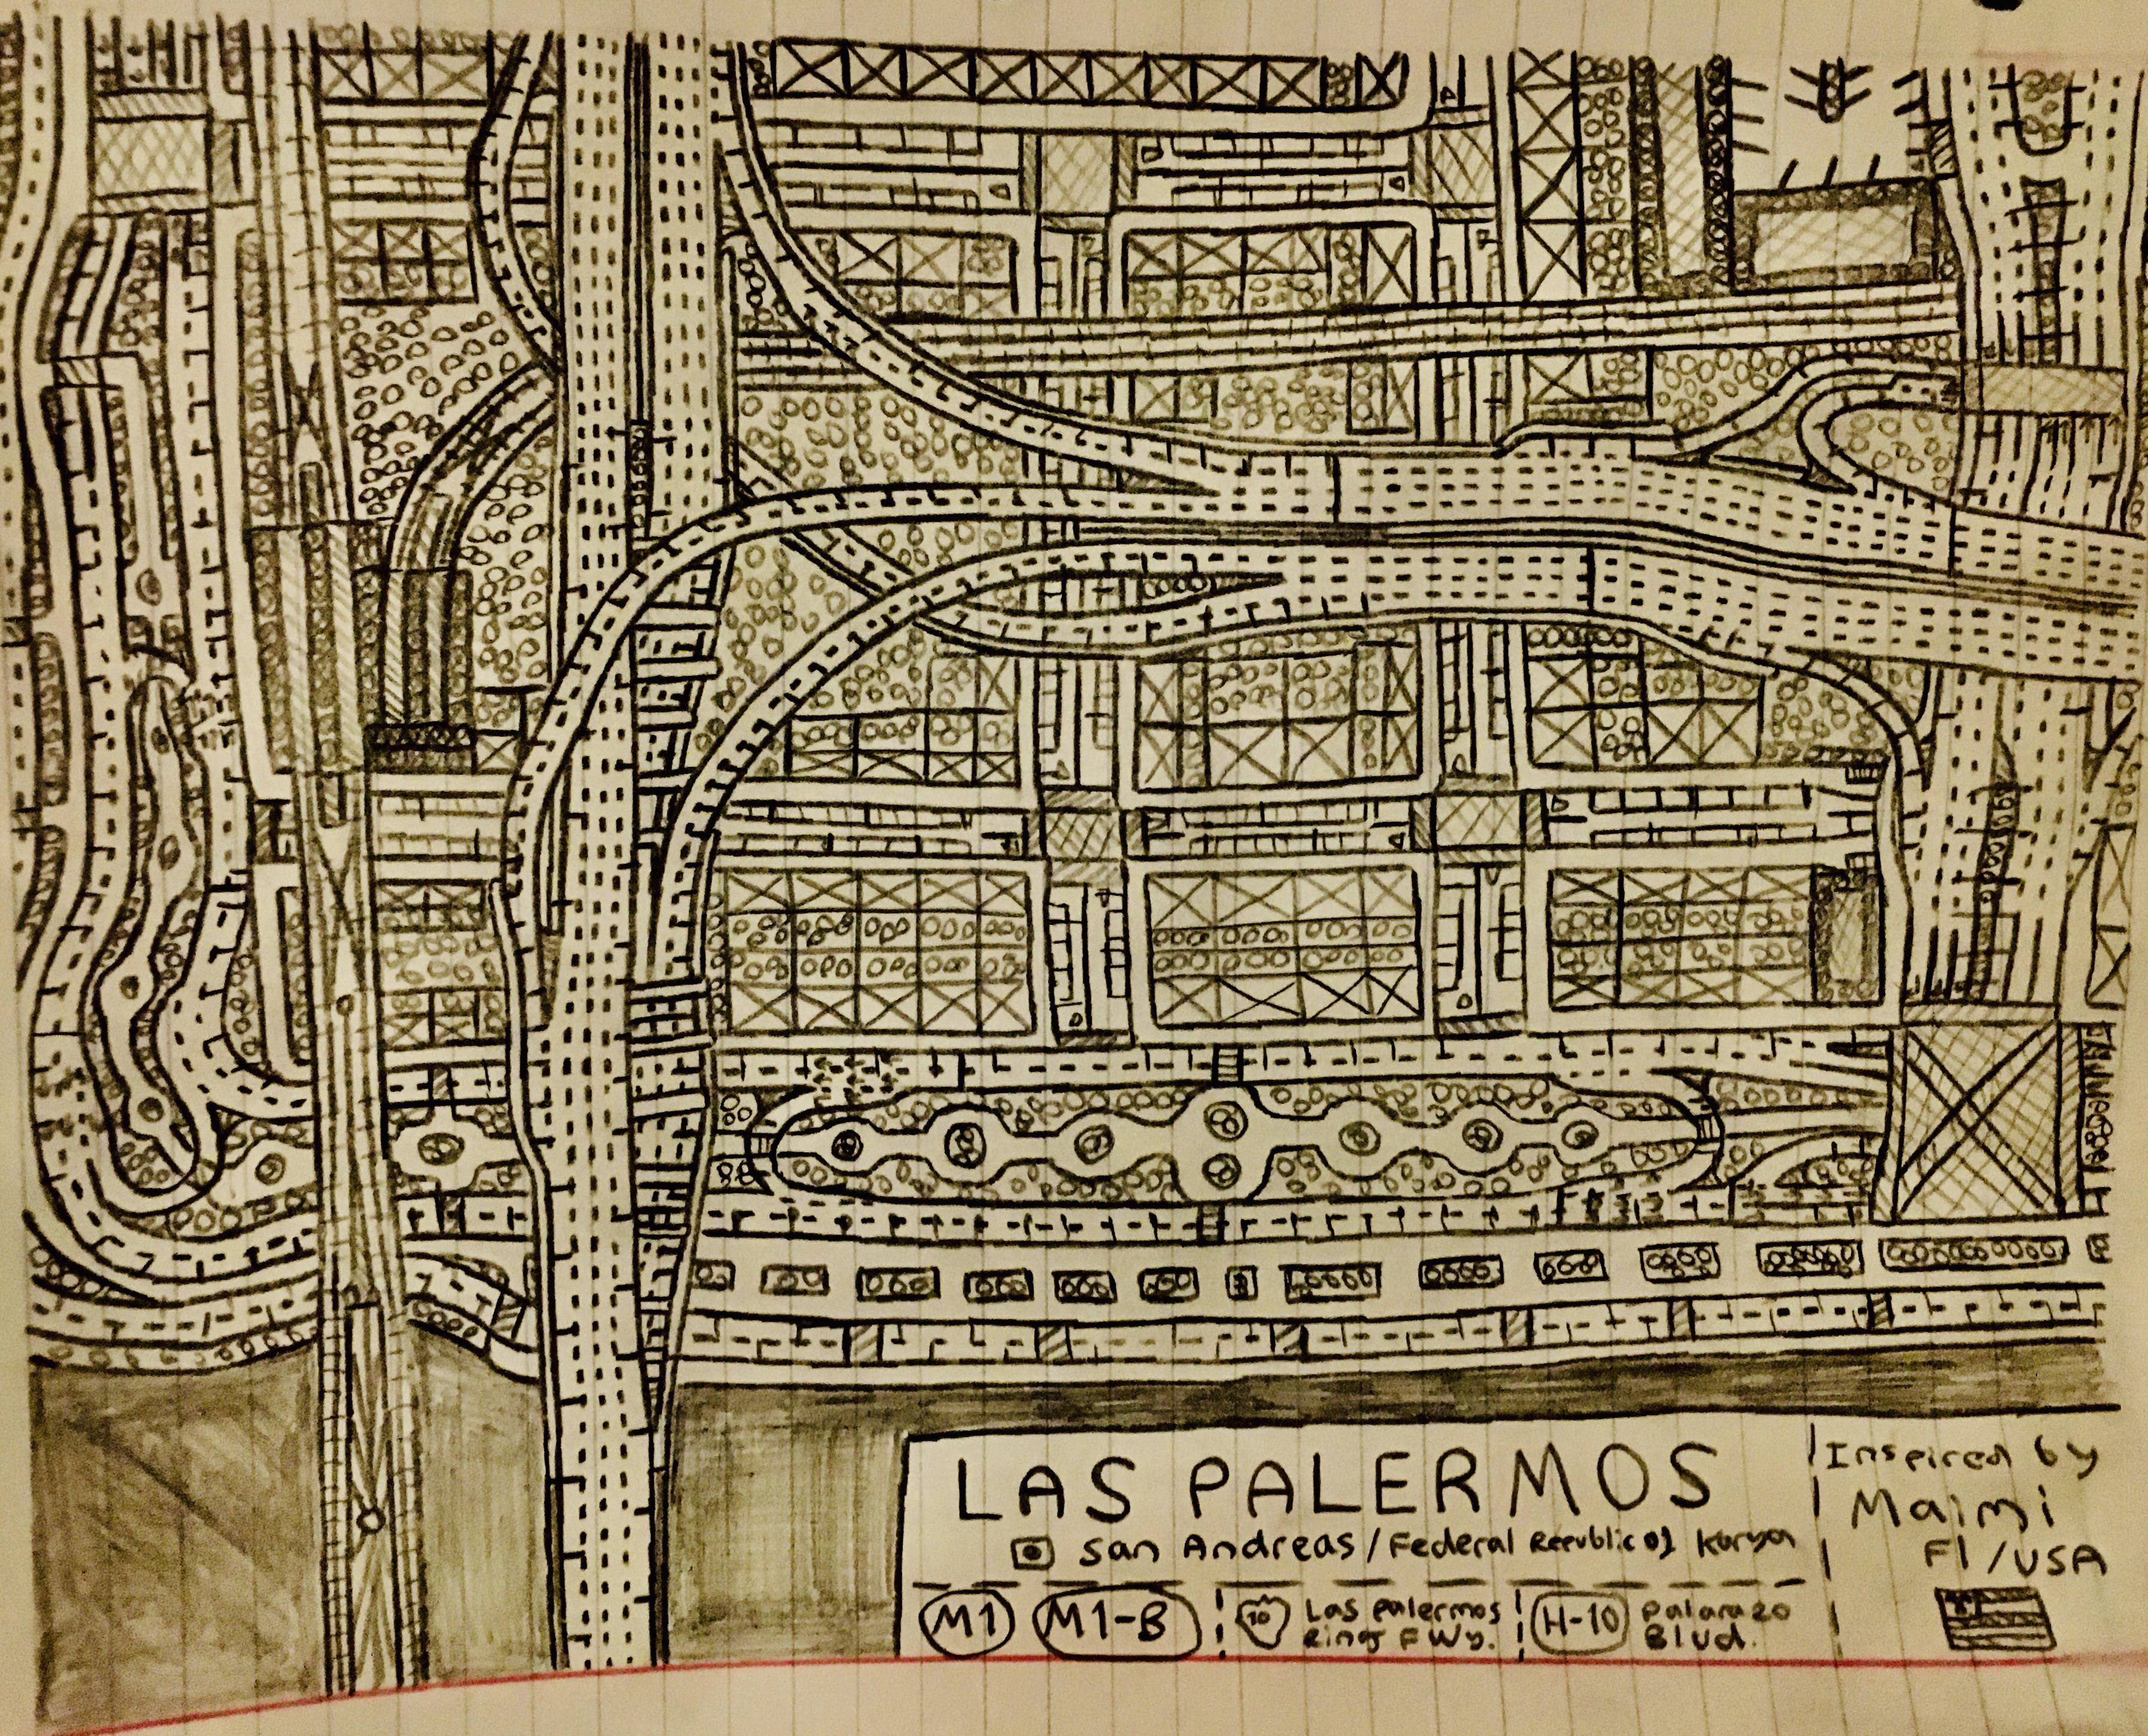 LAS PALERMOS
San Andreas / Federal Republic of Korya
M1 M1-B 10 Las Palermos Ring FWy. H-10 Palarazo Blvd.
Inspired by
Maimi
Fl / USA